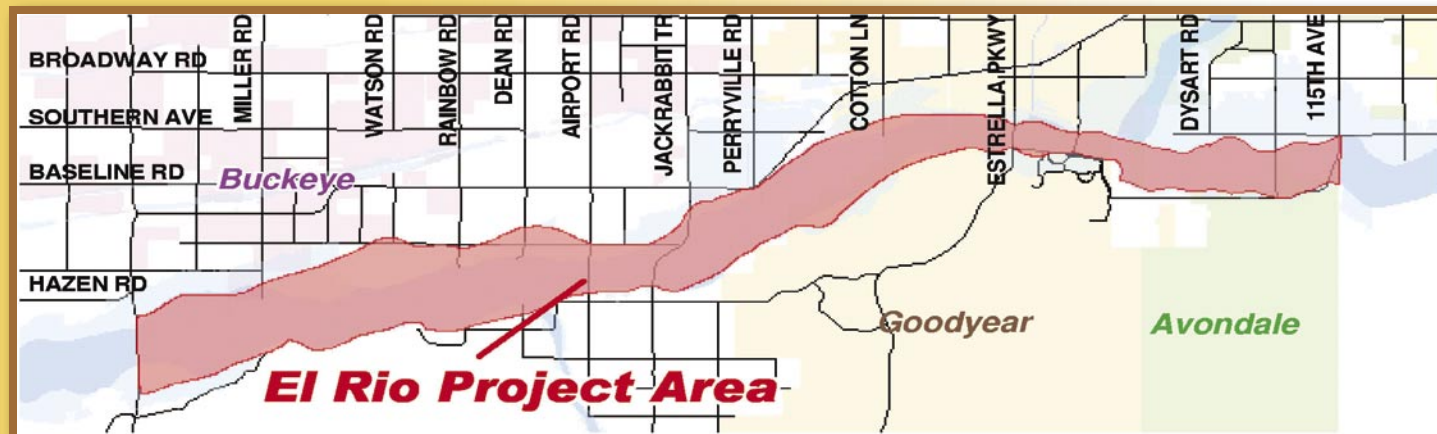 BROADWAY RD
SOUTHERN AVE
BASELINE RD
HAZEN RD
MILLER RD
WATSON RD
RAINBOW RD
DEAN RD
AIRPORT RD
JACKRABBIT TR
PERRYVILLE RD
COTTON LN
ESTRELLA PKWY
DYSART RD
115TH AVE
Buckeye
Goodyear
Avondale
El Rio Project Area